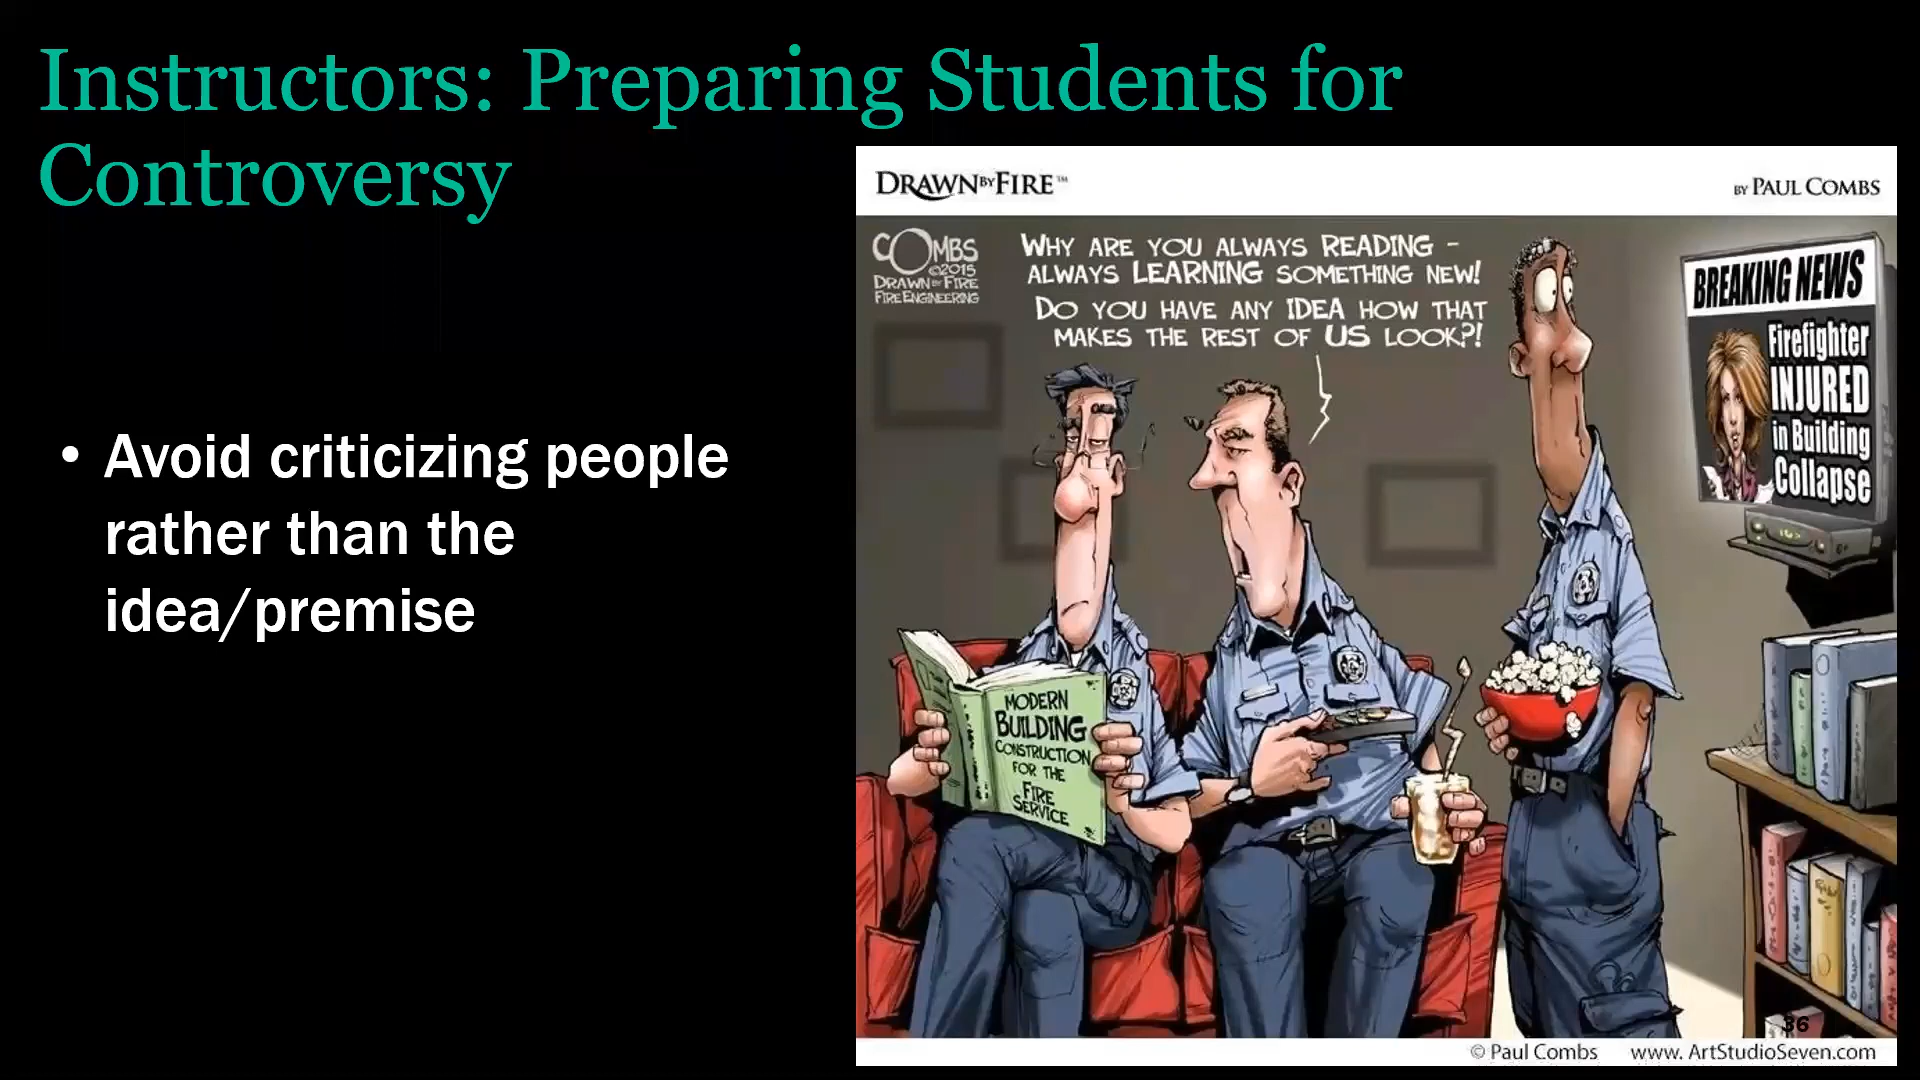 Instructors: Preparing Students for
Controversy
• Avoid criticizing people
rather than the
idea/premise
DRAWN BY FIRE™
BY PAUL COMBS
COMBS
©2015
DRAWN BY FIRE
FIRE ENGINEERING
WHY ARE YOU ALWAYS READING -
ALWAYS LEARNING SOMETHING NEW!
DO YOU HAVE ANY IDEA HOW THAT
MAKES THE REST OF US LOOK?!
BREAKING NEWS
Firefighter
INJURED
in Building
Collapse
MODERN
BUILDING
CONSTRUCTION
FOR THE
FIRE
SERVICE
36
© Paul Combs www.ArtStudioSeven.com